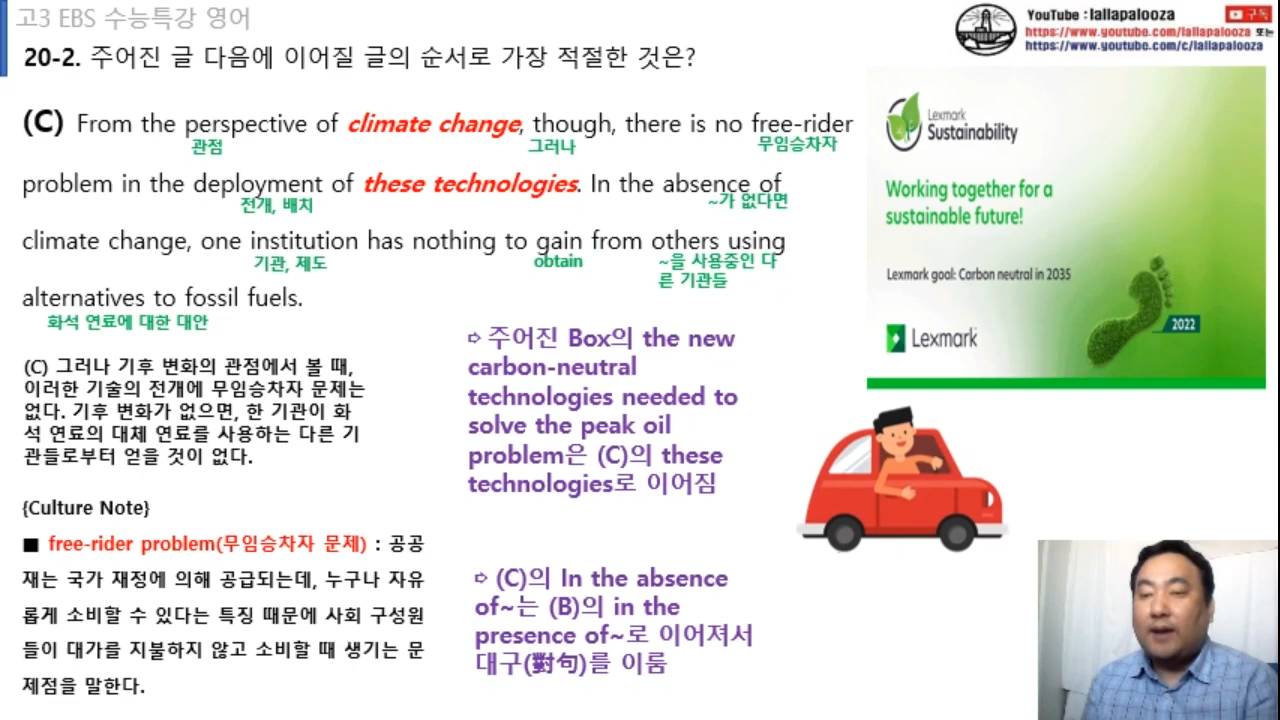 고3 EBS 수능특강 영어
20-2. 주어진 글 다음에 이어질 글의 순서로 가장 적절한 것은?
YouTube : lallapalooza
구독
https://www.youtube.com/lallapalooza 또는
https://www.youtube.com/c/lallapalooza
(C) From the perspective of climate change, though, there is no free-rider
관점 그러나 무임승차자
problem in the deployment of these technologies. In the absence of
전개, 배치 ~가 없다면
climate change, one institution has nothing to gain from others using
기관, 제도 obtain ~을 사용중인 다
른 기관들
alternatives to fossil fuels.
화석 연료에 대한 대안
(C) 그러나 기후 변화의 관점에서 볼 때,
이러한 기술의 전개에 무임승차자 문제는
없다. 기후 변화가 없으면, 한 기관이 화
석 연료의 대체 연료를 사용하는 다른 기
관들로부터 얻을 것이 없다.
{Culture Note}
■ free-rider problem(무임승차자 문제) : 공공
재는 국가 재정에 의해 공급되는데, 누구나 자유
롭게 소비할 수 있다는 특징 때문에 사회 구성원
들이 대가를 지불하지 않고 소비할 때 생기는 문
제점을 말한다.
⇨ 주어진 Box의 the new
carbon-neutral
technologies needed to
solve the peak oil
problem은 (C)의 these
technologies로 이어짐
⇨ (C)의 In the absence
of~는 (B)의 in the
presence of~로 이어져서
대구(對句)를 이룸
Lexmark
Sustainability
Working together for a
sustainable future!
Lexmark goal: Carbon neutral in 2035
2022
Lexmark